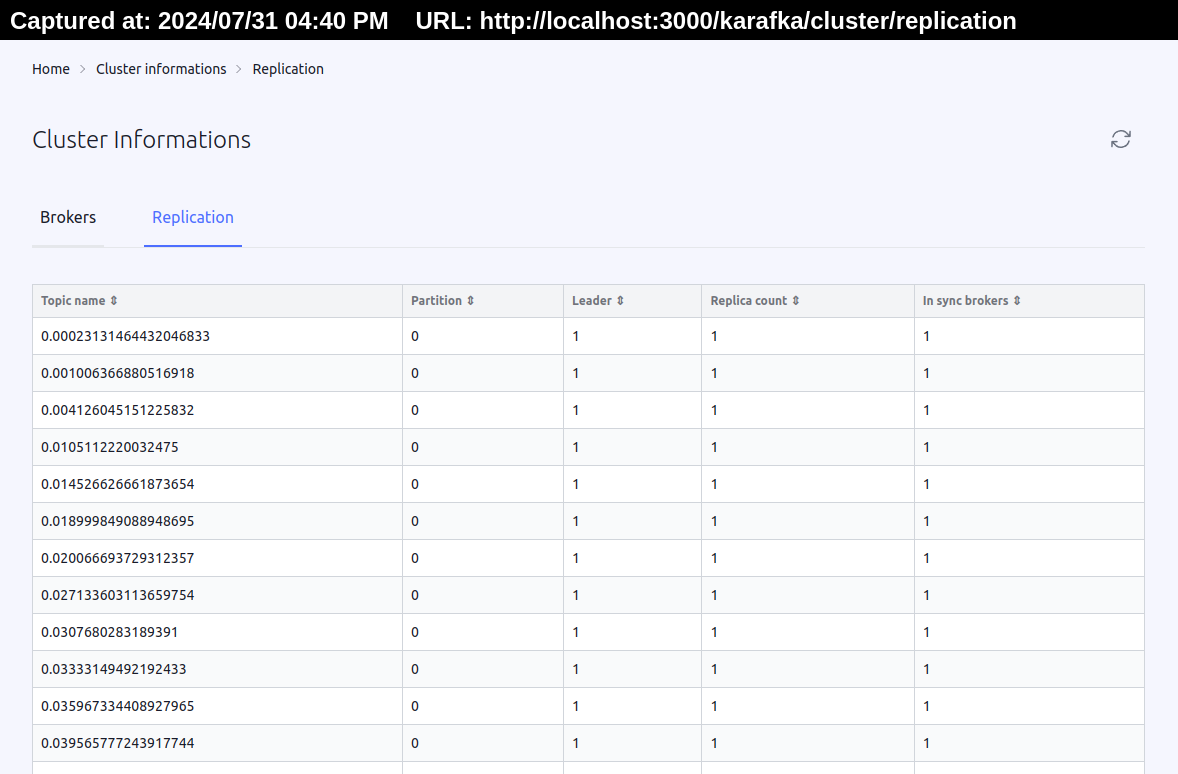 Captured at: 2024/07/31 04:40 PM URL: http://localhost:3000/karafka/cluster/replication
Home > Cluster informations > Replication
Cluster Informations
Brokers Replication
Topic name ⇕ Partition ⇕ Leader ⇕ Replica count ⇕ In sync brokers ⇕
0.00023131464432046833 0 1 1 1
0.001006366880516918 0 1 1 1
0.004126045151225832 0 1 1 1
0.0105112220032475 0 1 1 1
0.014526626661873654 0 1 1 1
0.018999849088948695 0 1 1 1
0.020066693729312357 0 1 1 1
0.027133603113659754 0 1 1 1
0.0307680283189391 0 1 1 1
0.03333149492192433 0 1 1 1
0.035967334408927965 0 1 1 1
0.039565777243917744 0 1 1 1